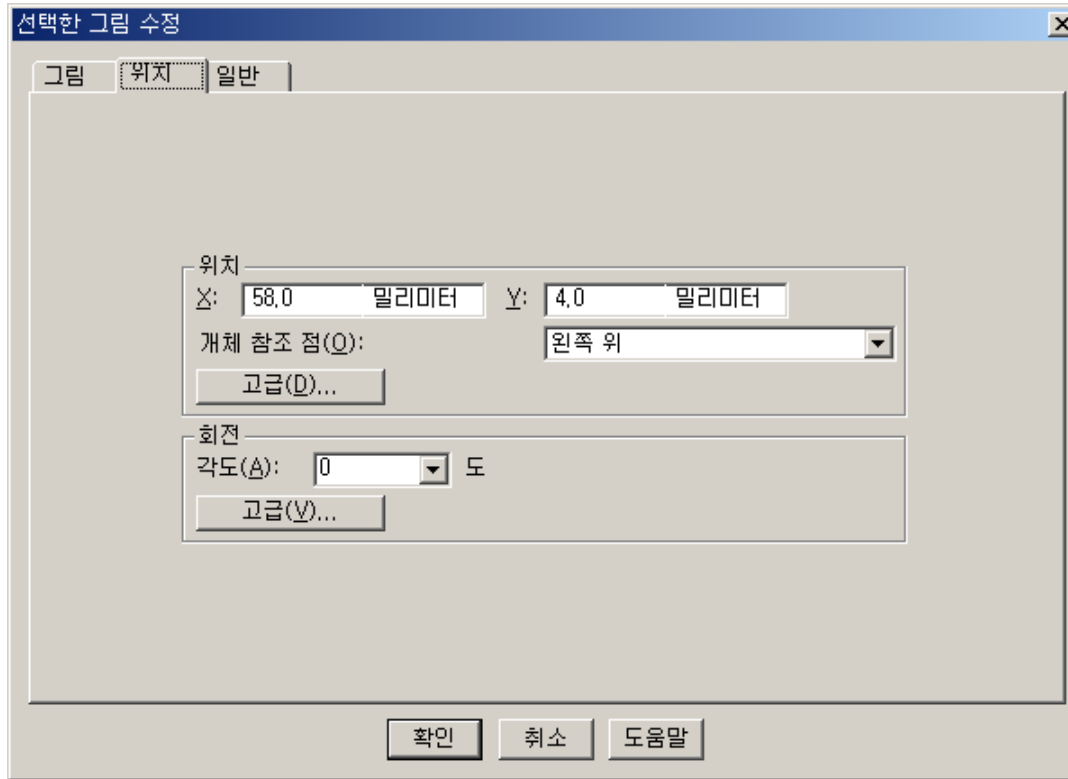 선택한 그림 수정
그림 위치 일반
위치
X: 58.0 밀리미터 Y: 4.0 밀리미터
개체 참조 점(O): 왼쪽 위
고급(D)...
회전
각도(A): 0 도
고급(V)...
확인 취소 도움말